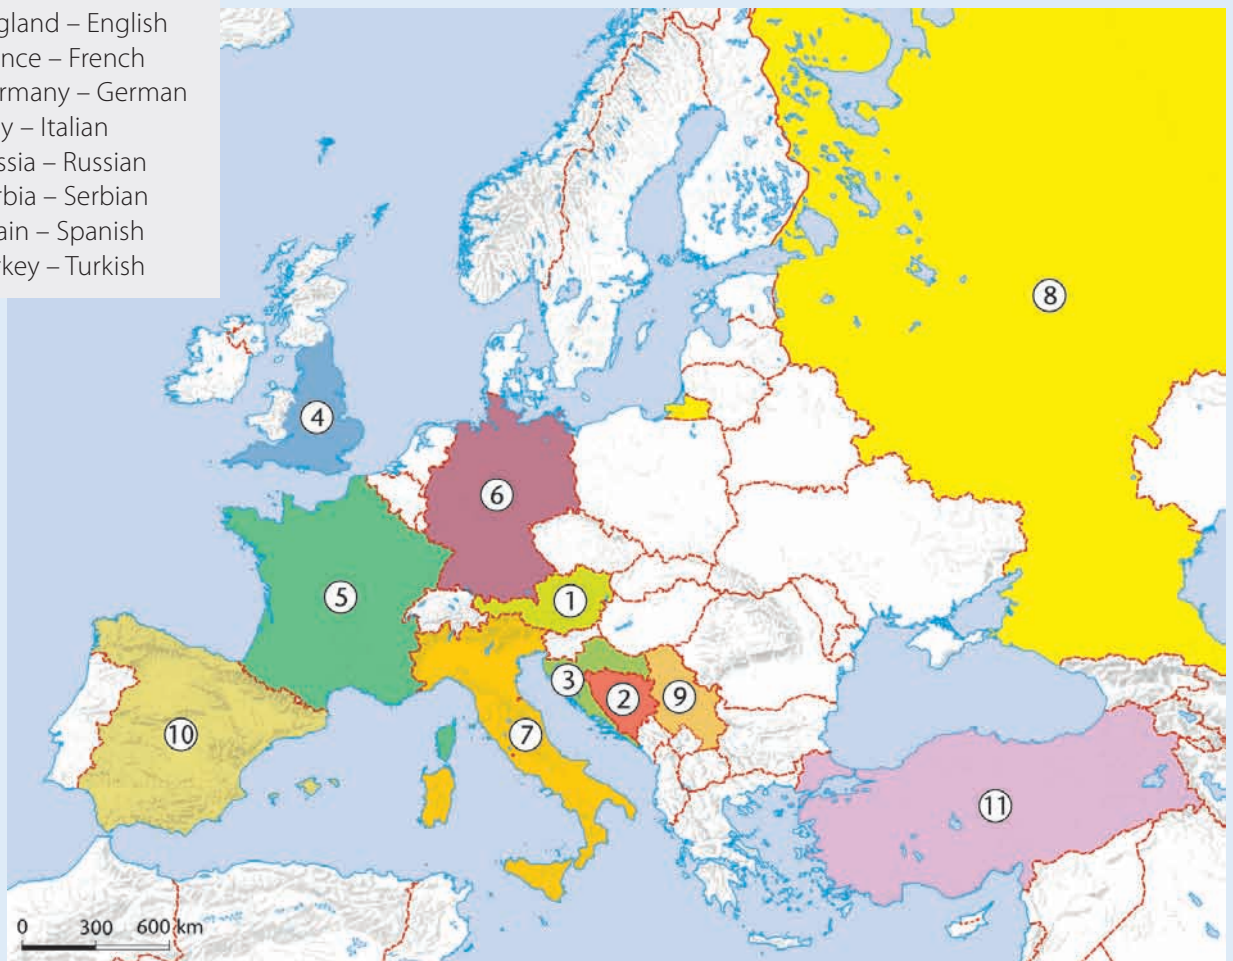 gland – English
nce – French
rmany – German
y – Italian
ssia – Russian
rbia – Serbian
ain – Spanish
rkey – Turkish
8
4
6
5
1
3
2
9
10
7
11
0 300 600 km